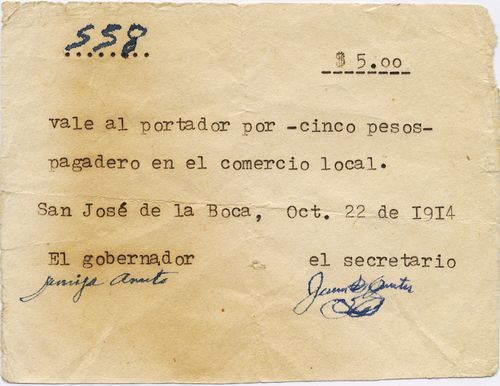 558
$ 5.00
vale al portador por -cinco pesos-
pagadero en el comercio local.
San José de la Boca, Oct. 22 de 1914
El gobernador el secretario